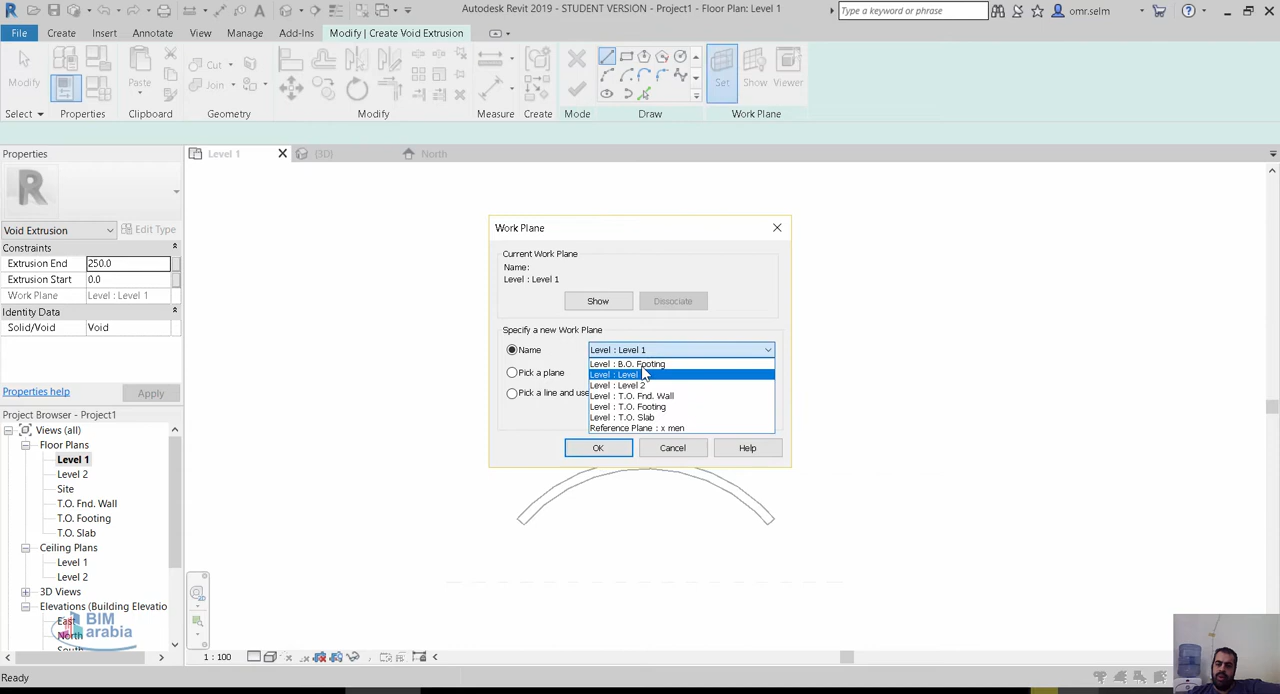 Autodesk Revit 2019 - STUDENT VERSION - Project1 - Floor Plan: Level 1
Type a keyword or phrase
omr.selm
File Create Insert Annotate View Manage Add-Ins Modify | Create Void Extrusion
Modify
Paste
Cut
Join
Set Show Viewer
Select Properties Clipboard Geometry Modify Measure Create Mode Draw Work Plane
Properties
Level 1
{3D}
North
R
Void Extrusion
Edit Type
Constraints
Extrusion End 250.0
Extrusion Start 0.0
Work Plane Level : Level 1
Identity Data
Solid/Void Void
Properties help
Apply
Project Browser - Project1
Views (all)
Floor Plans
Level 1
Level 2
Site
T.O. Fnd. Wall
T.O. Footing
T.O. Slab
Ceiling Plans
Level 1
Level 2
3D Views
Elevations (Building Elevatio
East
North
BIM
arabia
Work Plane
Current Work Plane
Name:
Level : Level 1
Show
Dissociate
Specify a new Work Plane
Name
Level : Level 1
Level : B.O. Footing
Level : Level
Level : Level 2
Level : T.O. Fnd. Wall
Level : T.O. Footing
Level : T.O. Slab
Reference Plane : x men
Pick a plane
Pick a line and use
OK
Cancel
Help
1 : 100
Ready